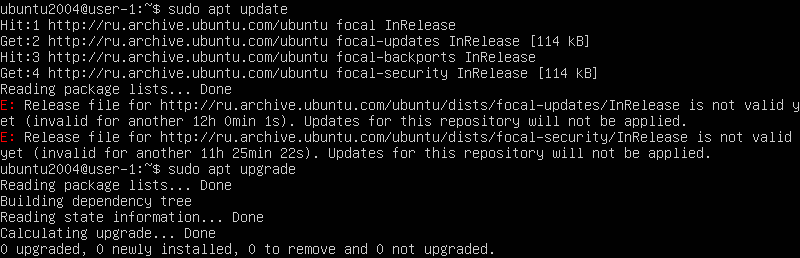 ubuntu2004@user-1:~$ sudo apt update
Hit:1 http://ru.archive.ubuntu.com/ubuntu focal InRelease
Get:2 http://ru.archive.ubuntu.com/ubuntu focal-updates InRelease [114 kB]
Hit:3 http://ru.archive.ubuntu.com/ubuntu focal-backports InRelease
Get:4 http://ru.archive.ubuntu.com/ubuntu focal-security InRelease [114 kB]
Reading package lists... Done
E: Release file for http://ru.archive.ubuntu.com/ubuntu/dists/focal-updates/InRelease is not valid y
et (invalid for another 12h 0min 1s). Updates for this repository will not be applied.
E: Release file for http://ru.archive.ubuntu.com/ubuntu/dists/focal-security/InRelease is not valid
yet (invalid for another 11h 25min 22s). Updates for this repository will not be applied.
ubuntu2004@user-1:~$ sudo apt upgrade
Reading package lists... Done
Building dependency tree
Reading state information... Done
Calculating upgrade... Done
0 upgraded, 0 newly installed, 0 to remove and 0 not upgraded.